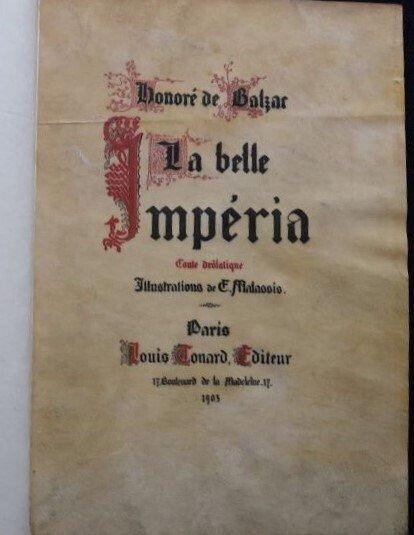 Honoré de Balzac
La belle
Impéria
Conte drôlatique
Illustrations de E. Malassis.
Paris
Louis Conard, Editeur
17. Boulevard de la Madeleine. 17.
1903